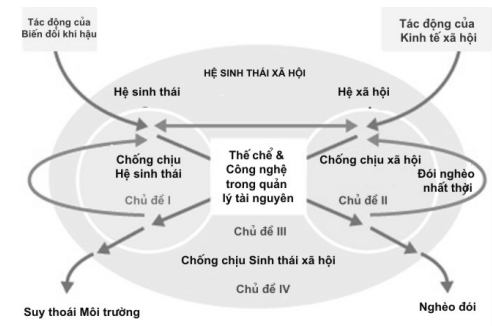 Tác động của
Biến đổi khí hậu
Tác động của
Kinh tế xã hội
HỆ SINH THÁI XÃ HỘI
Hệ sinh thái
Hệ xã hội
Chống chịu
Hệ sinh thái
Thể chế &
Công nghệ
trong quản
lý tài nguyên
Chống chịu xã hội
Đói nghèo
nhất thời
Chủ đề I
Chủ đề II
Chủ đề III
Chống chịu Sinh thái xã hội
Chủ đề IV
Suy thoái Môi trường
Nghèo đói